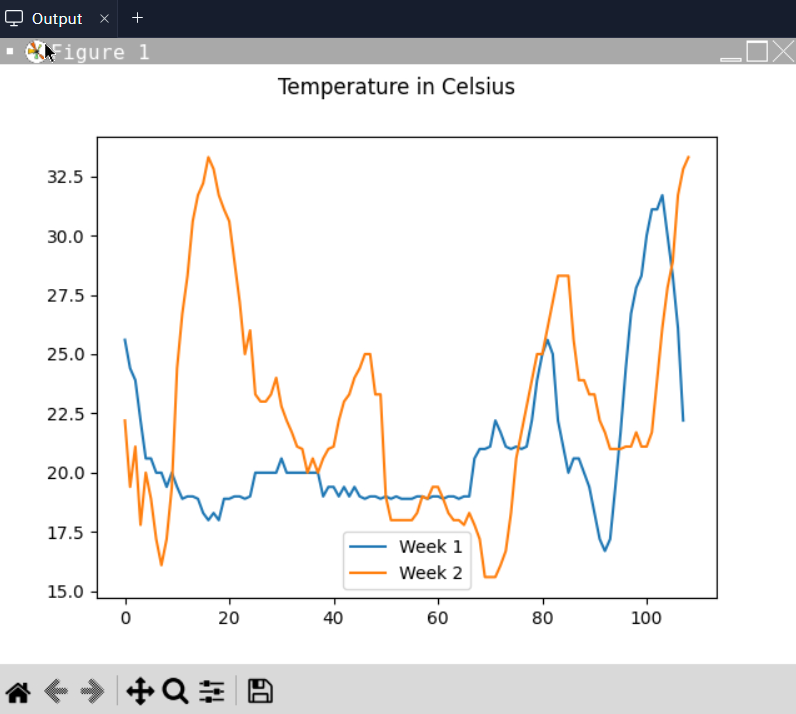 Output × +
Figure 1
Temperature in Celsius
32.5
30.0
27.5
25.0
22.5
20.0
17.5
15.0
Week 1
Week 2
0 20 40 60 80 100